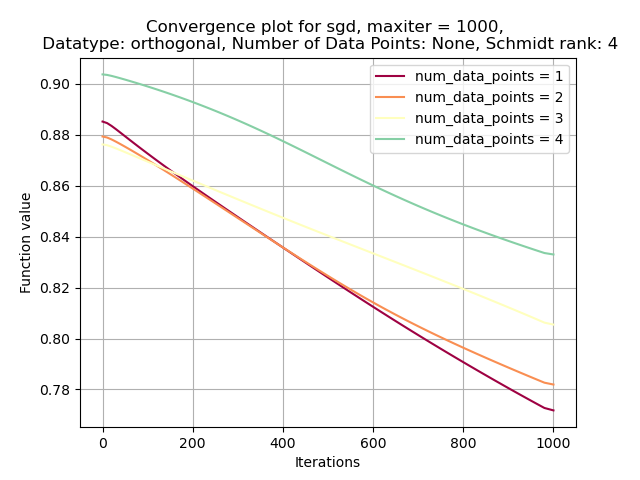 Convergence plot for sgd, maxiter = 1000,
Datatype: orthogonal, Number of Data Points: None, Schmidt rank: 4
num_data_points = 1
num_data_points = 2
num_data_points = 3
num_data_points = 4
Function value
0.90
0.88
0.86
0.84
0.82
0.80
0.78
0
200
400
600
800
1000
Iterations